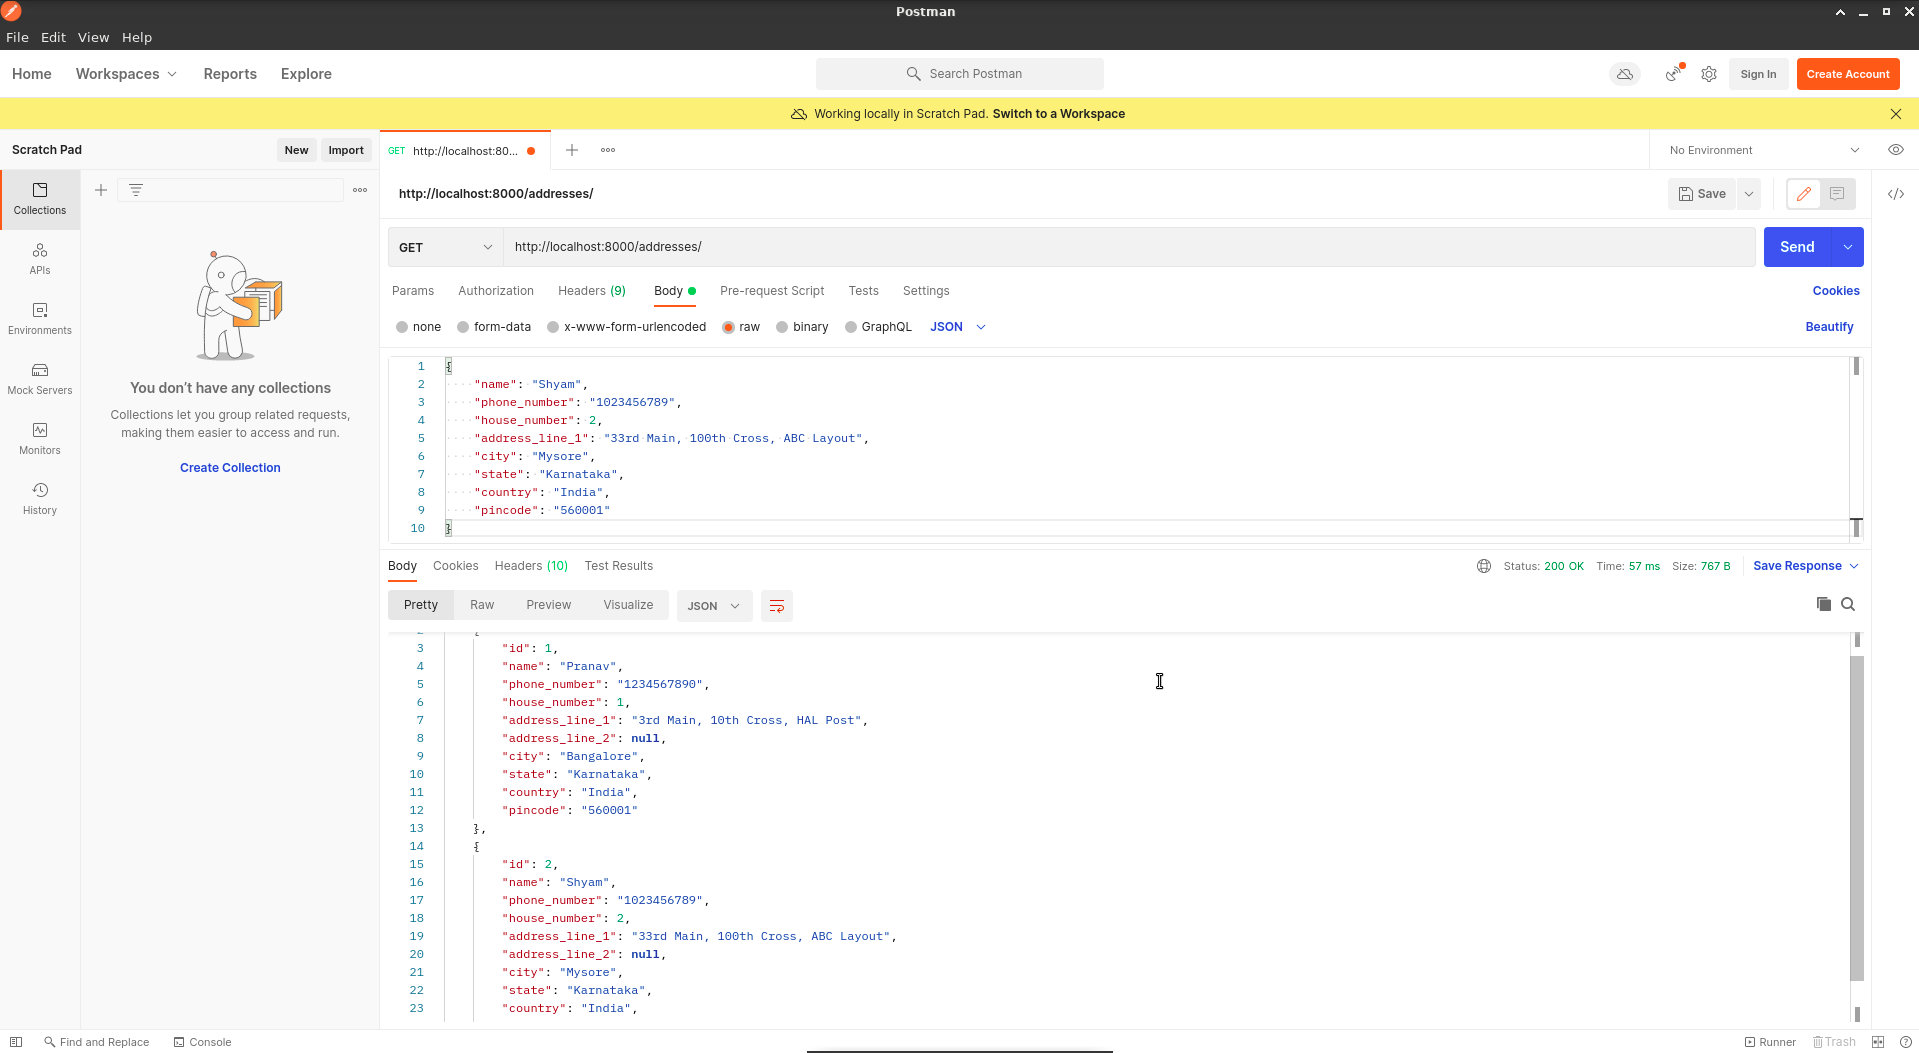 Postman
File Edit View Help
Home Workspaces Reports Explore
Search Postman
Sign In
Create Account
Working locally in Scratch Pad. Switch to a Workspace
Scratch Pad
New
Import
GET http://localhost:80...
No Environment
Collections
APIs
Environments
Mock Servers
Monitors
History
You don’t have any collections
Collections let you group related requests,
making them easier to access and run.
Create Collection
http://localhost:8000/addresses/
Save
GET http://localhost:8000/addresses/
Send
Params Authorization Headers (9) Body Pre-request Script Tests Settings
Cookies
none form-data x-www-form-urlencoded raw binary GraphQL JSON
Beautify
1 {
2 "name": "Shyam",
3 "phone_number": "1023456789",
4 "house_number": 2,
5 "address_line_1": "33rd Main, 100th Cross, ABC Layout",
6 "city": "Mysore",
7 "state": "Karnataka",
8 "country": "India",
9 "pincode": "560001"
10 }
Body Cookies Headers (10) Test Results
Status: 200 OK Time: 57 ms Size: 767 B Save Response
Pretty Raw Preview Visualize JSON
3 "id": 1,
4 "name": "Pranav",
5 "phone_number": "1234567890",
6 "house_number": 1,
7 "address_line_1": "3rd Main, 10th Cross, HAL Post",
8 "address_line_2": null,
9 "city": "Bangalore",
10 "state": "Karnataka",
11 "country": "India",
12 "pincode": "560001"
13 },
14 {
15 "id": 2,
16 "name": "Shyam",
17 "phone_number": "1023456789",
18 "house_number": 2,
19 "address_line_1": "33rd Main, 100th Cross, ABC Layout",
20 "address_line_2": null,
21 "city": "Mysore",
22 "state": "Karnataka",
23 "country": "India",
Find and Replace Console
Runner Trash